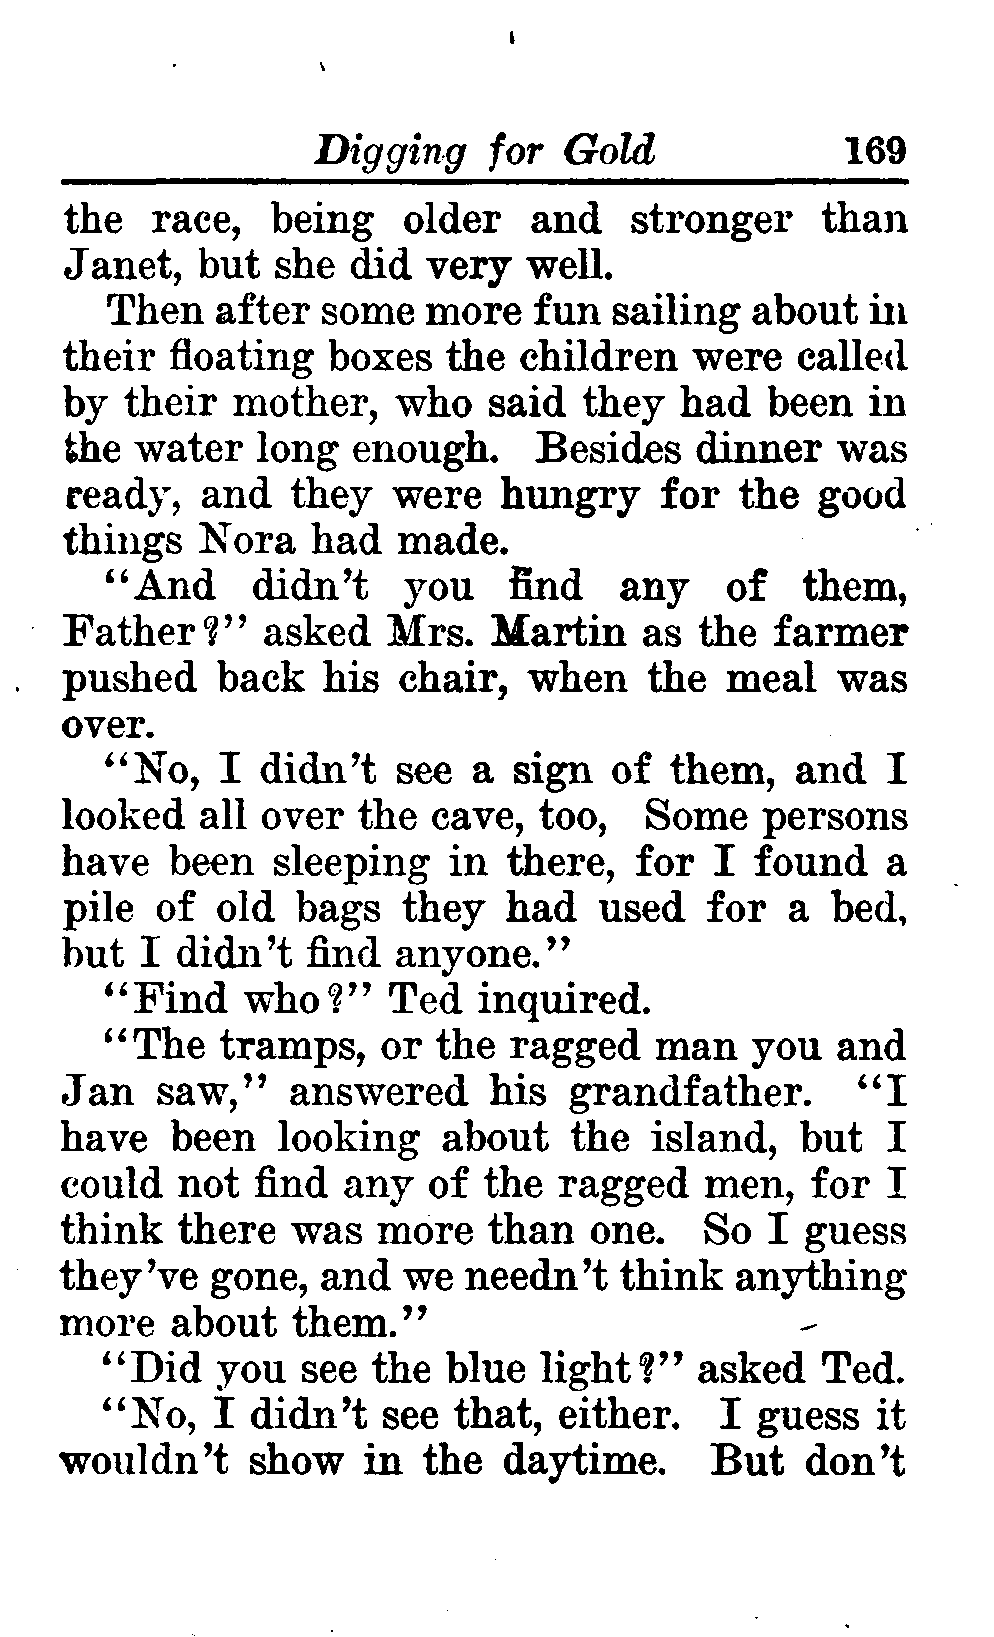 Digging for Gold 169
the race, being older and stronger than
Janet, but she did very well.
Then after some more fun sailing about in
their floating boxes the children were called
by their mother, who said they had been in
the water long enough. Besides dinner was
ready, and they were hungry for the good
things Nora had made.
"And didn't you find any of them,
Father?" asked Mrs. Martin as the farmer
pushed back his chair, when the meal was
over.
"No, I didn't see a sign of them, and I
looked all over the cave, too, Some persons
have been sleeping in there, for I found a
pile of old bags they had used for a bed,
but I didn't find anyone."
"Find who?" Ted inquired.
"The tramps, or the ragged man you and
Jan saw," answered his grandfather. "I
have been looking about the island, but I
could not find any of the ragged men, for I
think there was more than one. So I guess
they've gone, and we needn't think anything
more about them."
"Did you see the blue light?" asked Ted.
"No, I didn't see that, either. I guess it
wouldn't show in the daytime. But don't